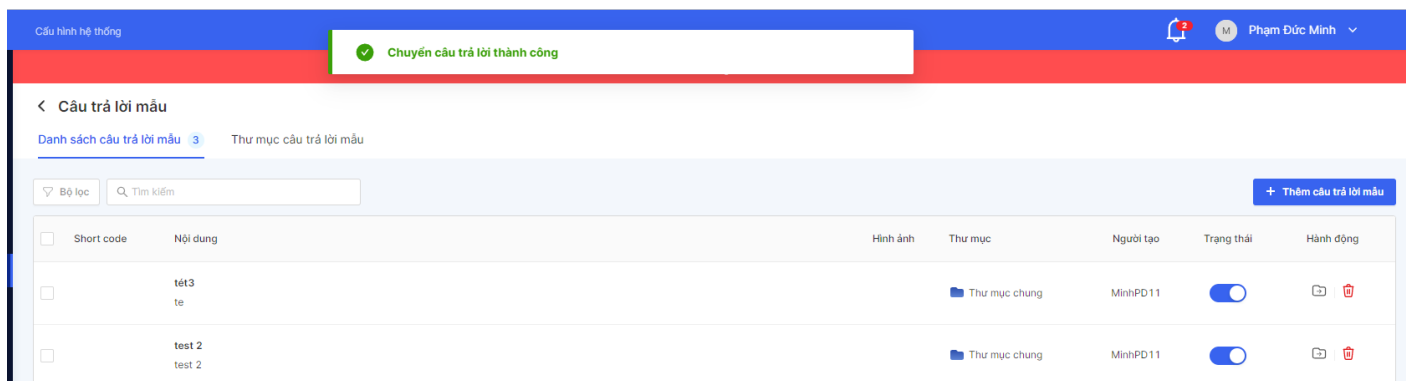 Cấu hình hệ thống
2
M Phạm Đức Minh
Chuyển câu trả lời thành công
Câu trả lời mẫu
Danh sách câu trả lời mẫu 3 Thư mục câu trả lời mẫu
Bộ lọc Tìm kiếm + Thêm câu trả lời mẫu
Short code Nội dung Hình ảnh Thư mục Người tạo Trạng thái Hành động
tét3
te
Thư mục chung MinhPD11
test 2
test 2
Thư mục chung MinhPD11